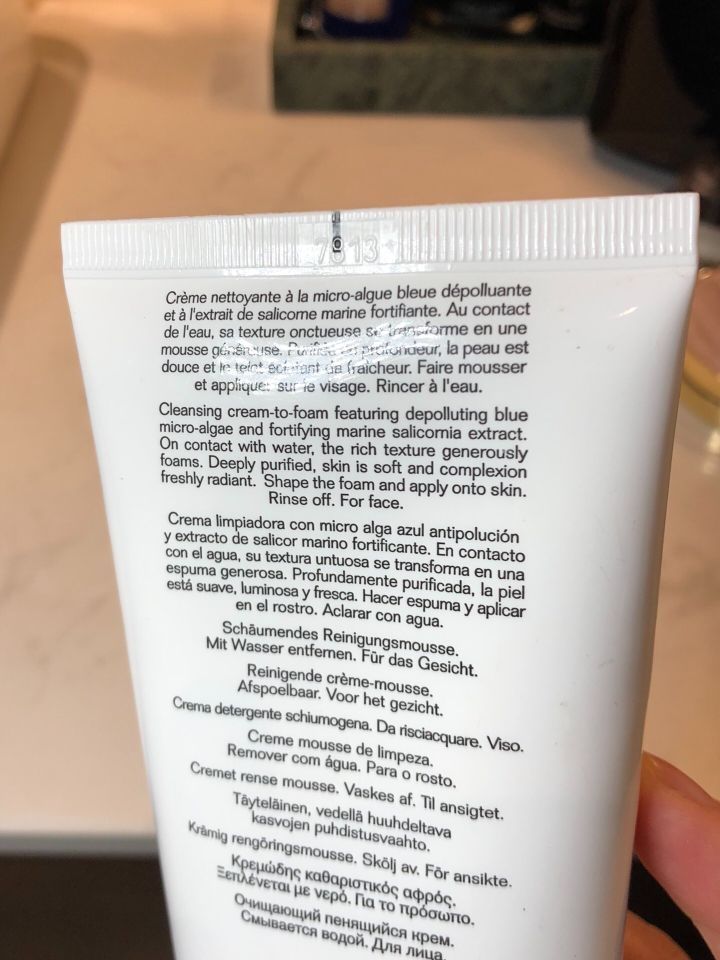 7813
Crème nettoyante à la micro-algue bleue dépolluante
et à l'extrait de salicorne marine fortifiante. Au contact
de l'eau, sa texture onctueuse se transforme en une
mousse généreuse. Purifiée en profondeur, la peau est
douce et le teint éclatant de fraîcheur. Faire mousser
et appliquer sur le visage. Rincer à l'eau.
Cleansing cream-to-foam featuring depolluting blue
micro-algae and fortifying marine salicornia extract.
On contact with water, the rich texture generously
foams. Deeply purified, skin is soft and complexion
freshly radiant. Shape the foam and apply onto skin.
Rinse off. For face.
Crema limpiadora con micro alga azul antipolución
y extracto de salicor marino fortificante. En contacto
con el agua, su textura untuosa se transforma en una
espuma generosa. Profundamente purificada, la piel
está suave, luminosa y fresca. Hacer espuma y aplicar
en el rostro. Aclarar con agua.
Schäumendes Reinigungsmousse.
Mit Wasser entfernen. Für das Gesicht.
Reinigende crème-mousse.
Afspoelbaar. Voor het gezicht.
Crema detergente schiumogena. Da risciacquare. Viso.
Creme mousse de limpeza.
Remover com água. Para o rosto.
Cremet rense mousse. Vaskes af. Til ansigtet.
Täyteläinen, vedellä huuhdeltava
kasvojen puhdistusvaahto.
Krämig rengöringsmousse. Skölj av. För ansikte.
Κρεμώδης καθαριστικός αφρός.
Ξεπλένεται με νερό. Για το πρόσωπο.
Очищающий пенящийся крем.
Смывается водой. Для лица.